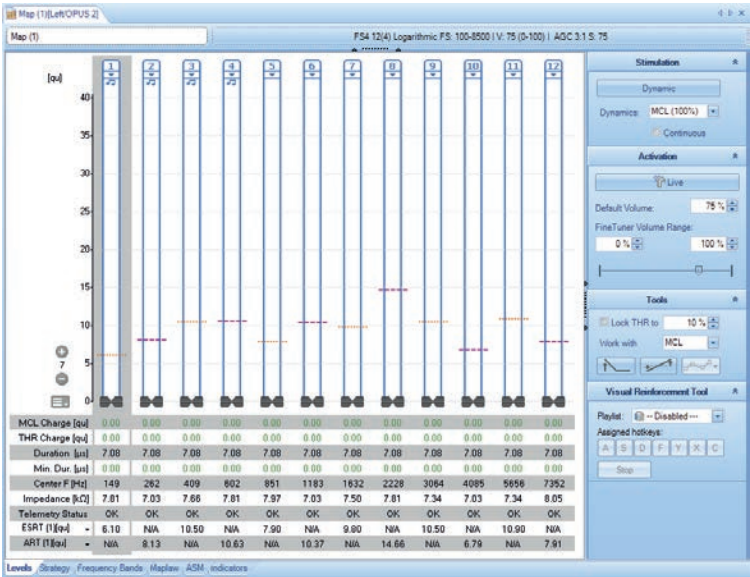 Map (1)[Left/OPUS 2]
Map (1)
FS4 12(4) Logarithmic FS: 100-8500 | V: 75 (0-100) | AGC 3:1 S: 75
[qu]
1 2 3 4 5 6 7 8 9 10 11 12
40
35
30
25
20
15
10
5
0
7
MCL Charge [qu] 0.00 0.00 0.00 0.00 0.00 0.00 0.00 0.00 0.00 0.00 0.00 0.00
THR Charge [qu] 0.00 0.00 0.00 0.00 0.00 0.00 0.00 0.00 0.00 0.00 0.00 0.00
Duration [µs] 7.08 7.08 7.08 7.08 7.08 7.08 7.08 7.08 7.08 7.08 7.08 7.08
Min. Dur. [µs] 0.00 0.00 0.00 0.00 0.00 0.00 0.00 0.00 0.00 0.00 0.00 0.00
Center F [Hz] 149 262 409 602 851 1183 1632 2228 3064 4085 5656 7352
Impedance [kΩ] 7.81 7.03 7.66 7.81 7.97 7.03 7.50 7.81 7.34 7.03 7.34 8.05
Telemetry Status OK OK OK OK OK OK OK OK OK OK OK OK
ESRT (1)[qu] - 6.10 N/A 10.50 N/A 7.90 N/A 9.80 N/A 10.50 N/A 10.90 N/A
ART (1)[qu] - N/A 8.13 N/A 10.63 N/A 10.37 N/A 14.66 N/A 6.79 N/A 7.91
Levels Strategy Frequency Bands Maplaw ASM Indicators
Stimulation
Dynamic
Dynamics: MCL (100%)
Continuous
Activation
Live
Default Volume: 75 %
FineTuner Volume Range:
0 % 100 %
Tools
Lock THR to 10 %
Work with MCL
Visual Reinforcement Tool
Playlist: -- Disabled ---
Assigned hotkeys:
A S D F Y X C
Stop